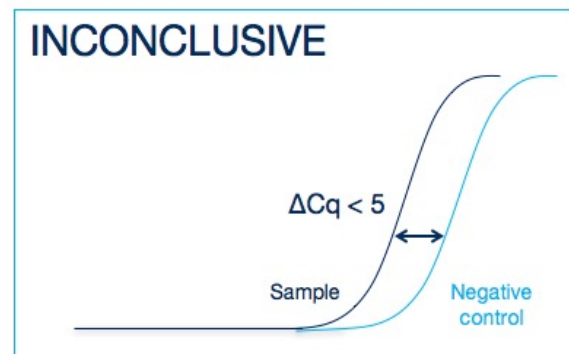 INCONCLUSIVE
ΔCq < 5
Sample
Negative
control